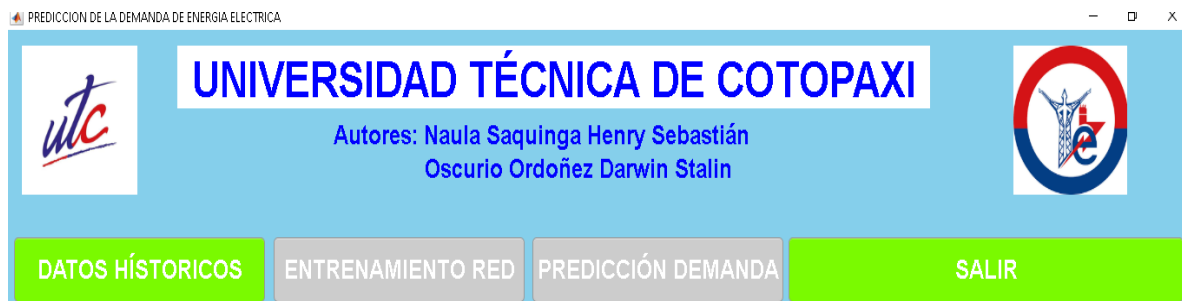 PREDICCION DE LA DEMANDA DE ENERGIA ELECTRICA
utc
UNIVERSIDAD TÉCNICA DE COTOPAXI
Autores: Naula Saquinga Henry Sebastián
Oscurio Ordoñez Darwin Stalin
e
DATOS HÍSTORICOS
ENTRENAMIENTO RED
PREDICCIÓN DEMANDA
SALIR